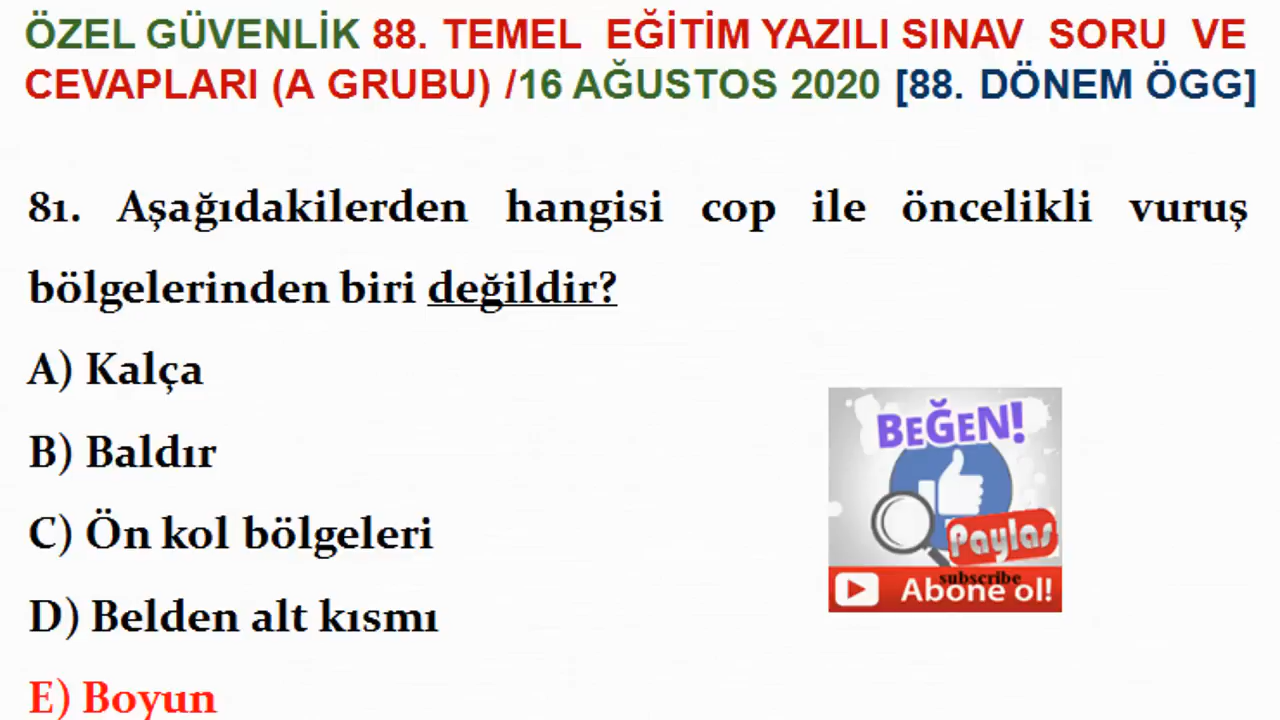 ÖZEL GÜVENLİK 88. TEMEL EĞİTİM YAZILI SINAV SORU VE
CEVAPLARI (A GRUBU) /16 AĞUSTOS 2020 [88. DÖNEM ÖGG]
81. Aşağıdakilerden hangisi cop ile öncelikli vuruş
bölgelerinden biri değildir?
A) Kalça
B) Baldır
C) Ön kol bölgeleri
D) Belden alt kısmı
E) Boyun
BEĞEN!
Paylaş
subscribe
Abone ol!